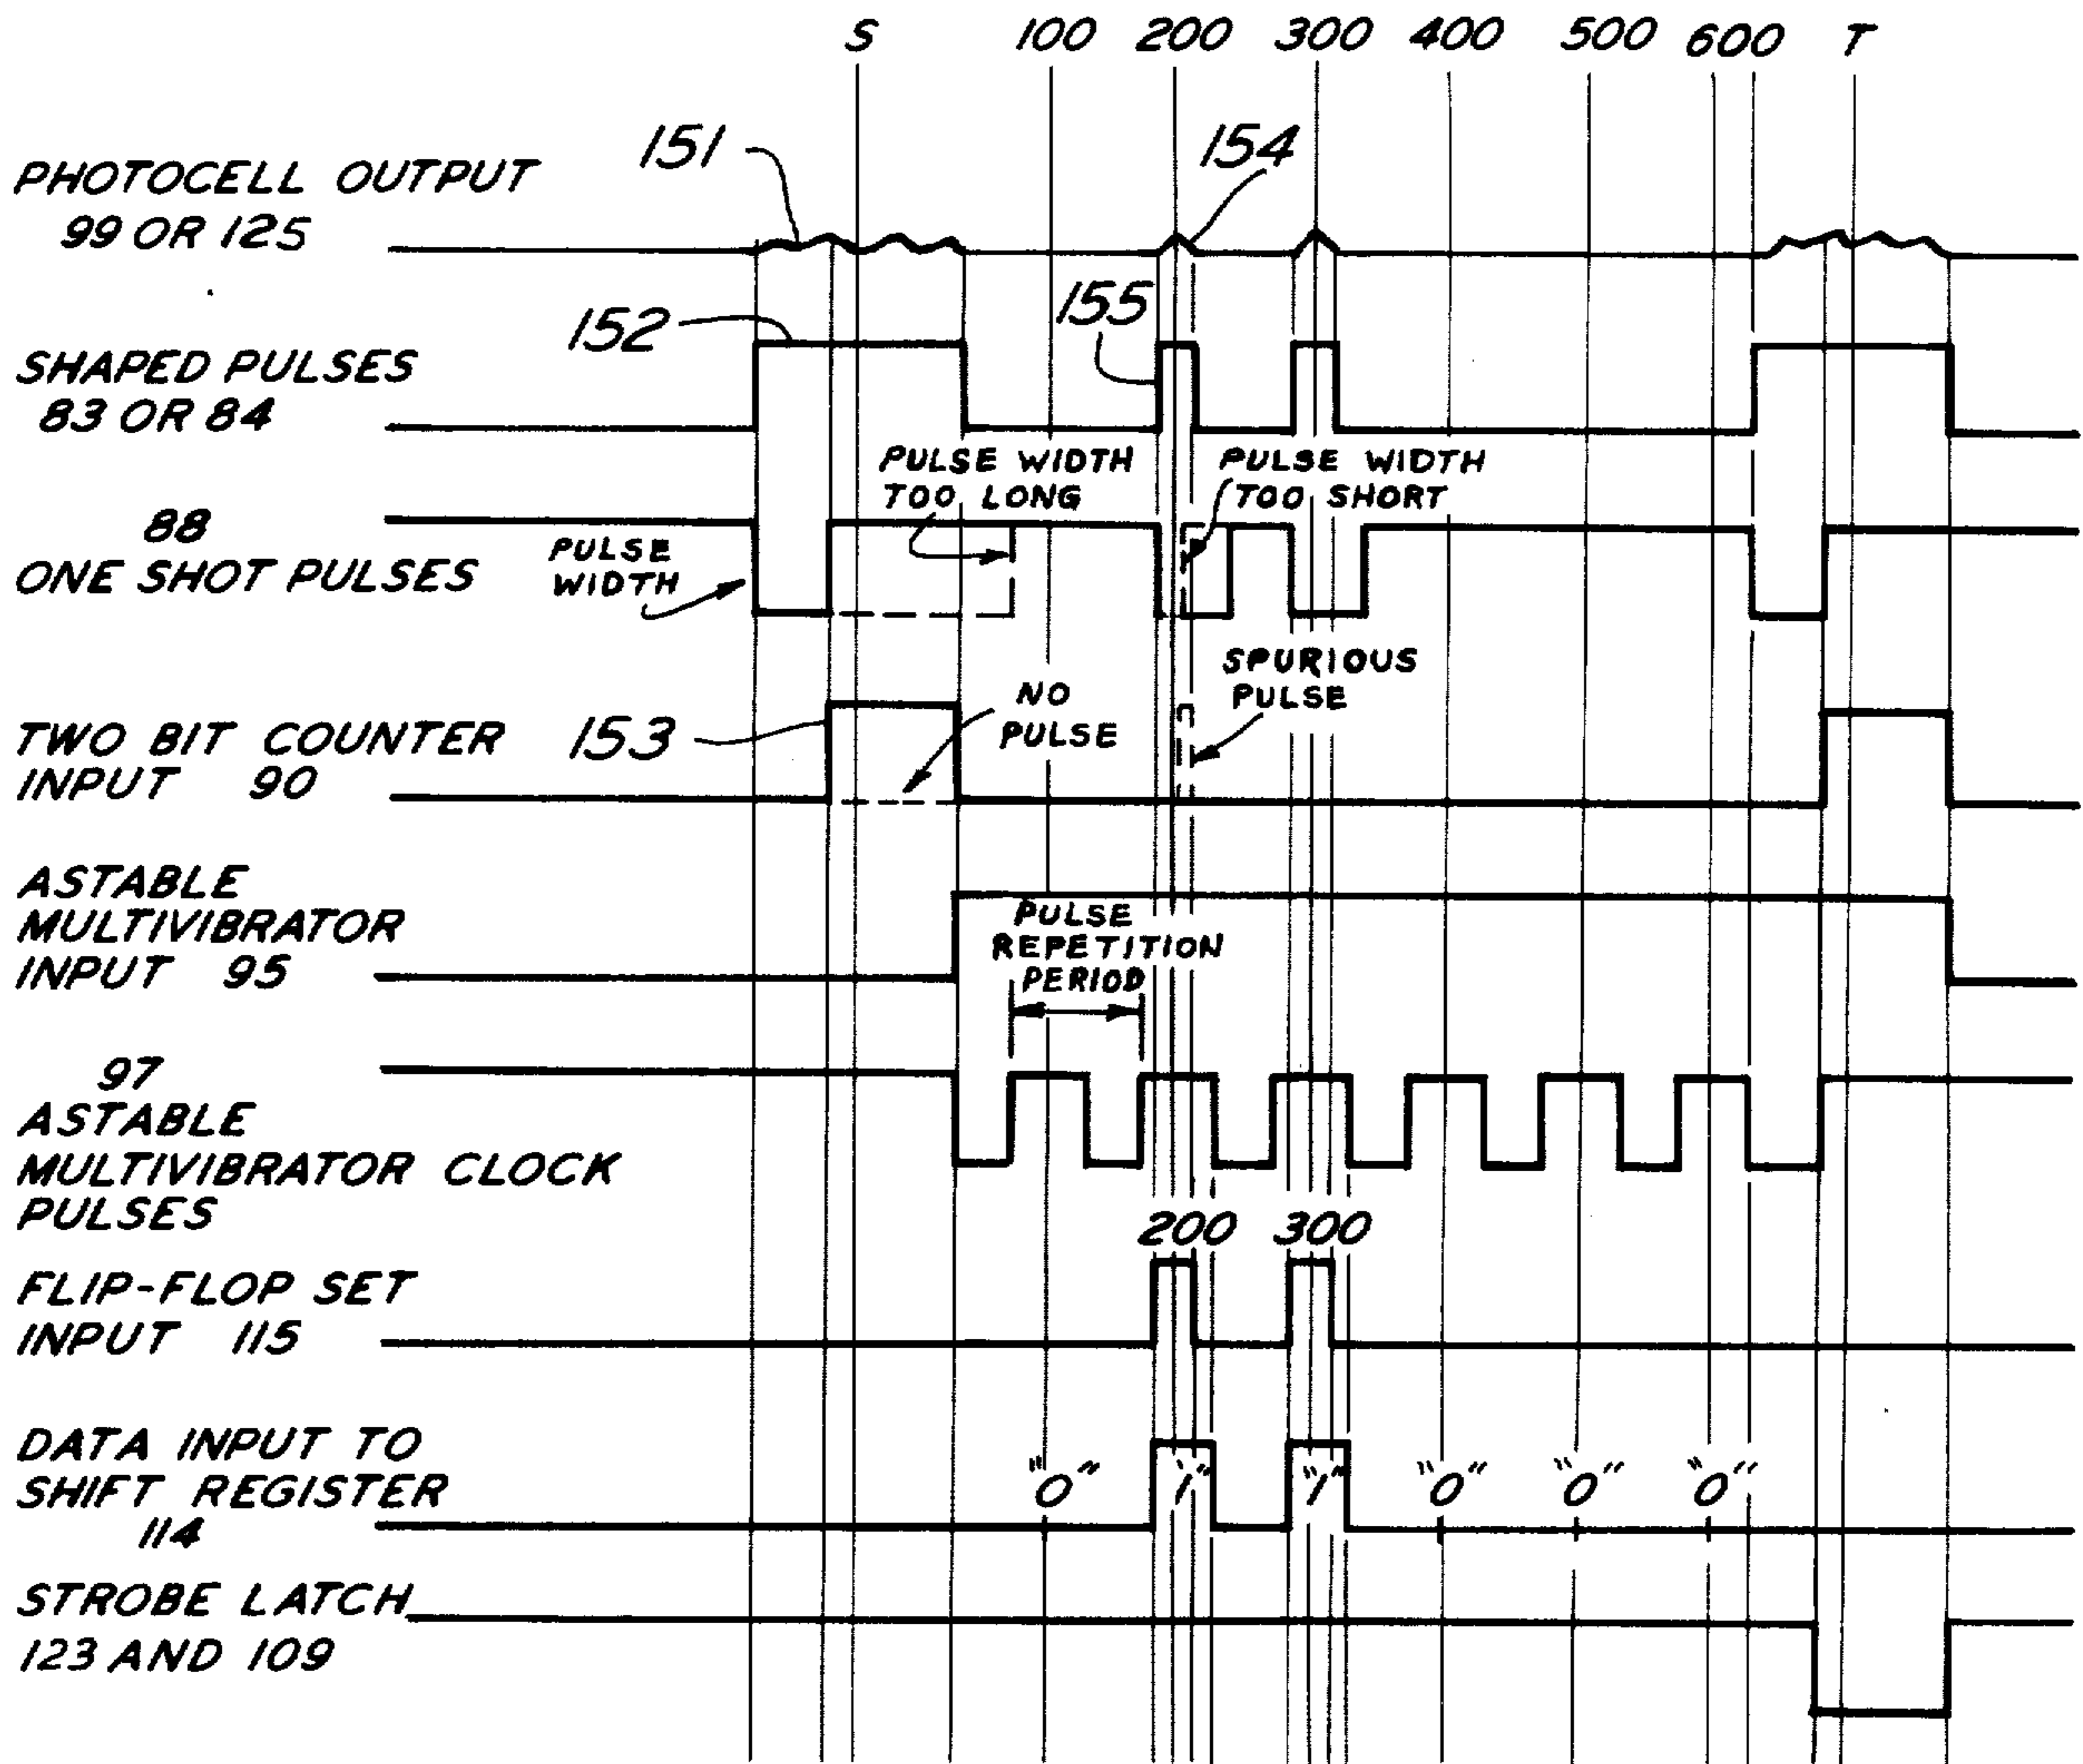 S 100 200 300 400 500 600 T
151
154
PHOTOCELL OUTPUT
99 OR 125
152
155
SHAPED PULSES
83 OR 84
PULSE WIDTH
TOO LONG
PULSE WIDTH
TOO SHORT
88
ONE SHOT PULSES
PULSE
WIDTH
SPURIOUS
PULSE
NO
PULSE
TWO BIT COUNTER
INPUT 90
153
ASTABLE
MULTIVIBRATOR
INPUT 95
PULSE
REPETITION
PERIOD
97
ASTABLE
MULTIVIBRATOR CLOCK
PULSES
200 300
FLIP-FLOP SET
INPUT 115
DATA INPUT TO
SHIFT REGISTER
114
"0" "1" "1" "0" "0" "0"
STROBE LATCH
123 AND 109